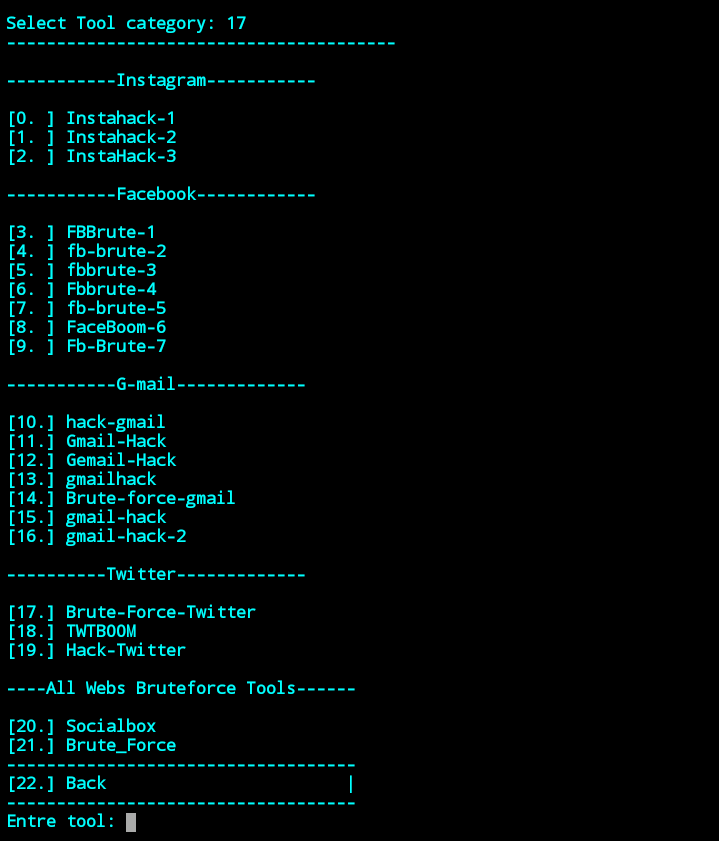 Select Tool category: 17
---------------------------------------
-----------Instagram-----------
[0. ] Instahack-1
[1. ] Instahack-2
[2. ] InstaHack-3
-----------Facebook------------
[3. ] FBBrute-1
[4. ] fb-brute-2
[5. ] fbbrute-3
[6. ] Fbbrute-4
[7. ] fb-brute-5
[8. ] FaceBoom-6
[9. ] Fb-Brute-7
-----------G-mail-------------
[10.] hack-gmail
[11.] Gmail-Hack
[12.] Gemail-Hack
[13.] gmailhack
[14.] Brute-force-gmail
[15.] gmail-hack
[16.] gmail-hack-2
----------Twitter-------------
[17.] Brute-Force-Twitter
[18.] TWTBOOM
[19.] Hack-Twitter
----All Webs Bruteforce Tools------
[20.] Socialbox
[21.] Brute_Force
-----------------------------------
[22.] Back                        |
-----------------------------------
Entre tool: